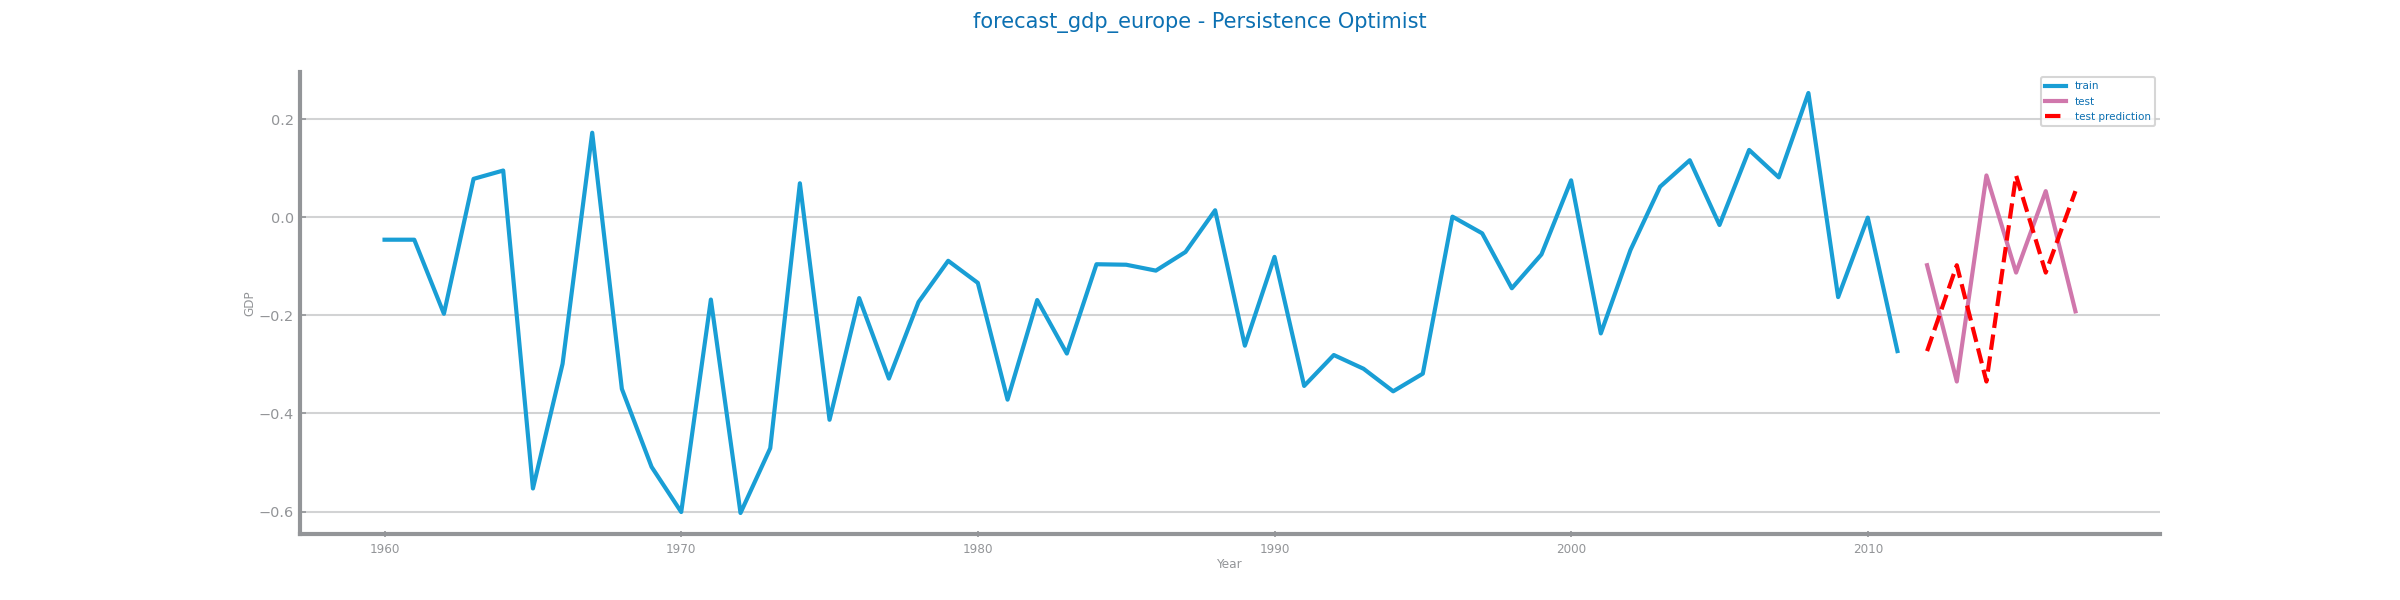 forecast_gdp_europe - Persistence Optimist
train
test
test prediction
0.2
0.0
−0.2
−0.4
−0.6
GDP
1960 1970 1980 1990 2000 2010
Year